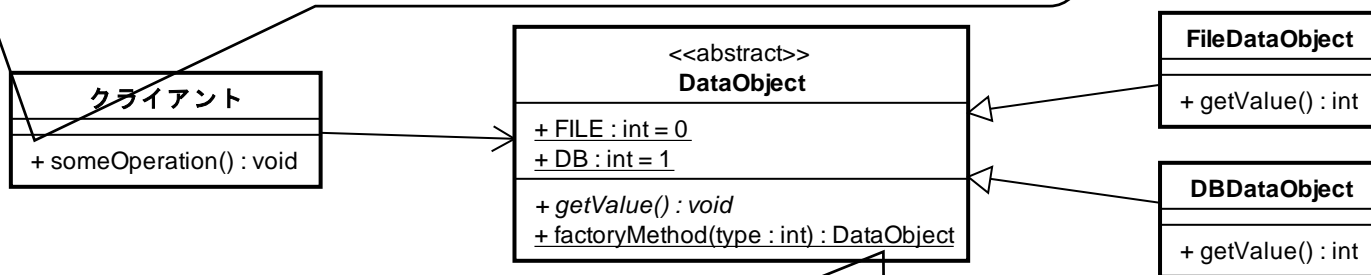 クライアント
+ someOperation() : void
<<abstract>>
DataObject
+ FILE : int = 0
+ DB : int = 1
+ getValue() : void
+ factoryMethod(type : int) : DataObject
FileDataObject
+ getValue() : int
DBDataObject
+ getValue() : int